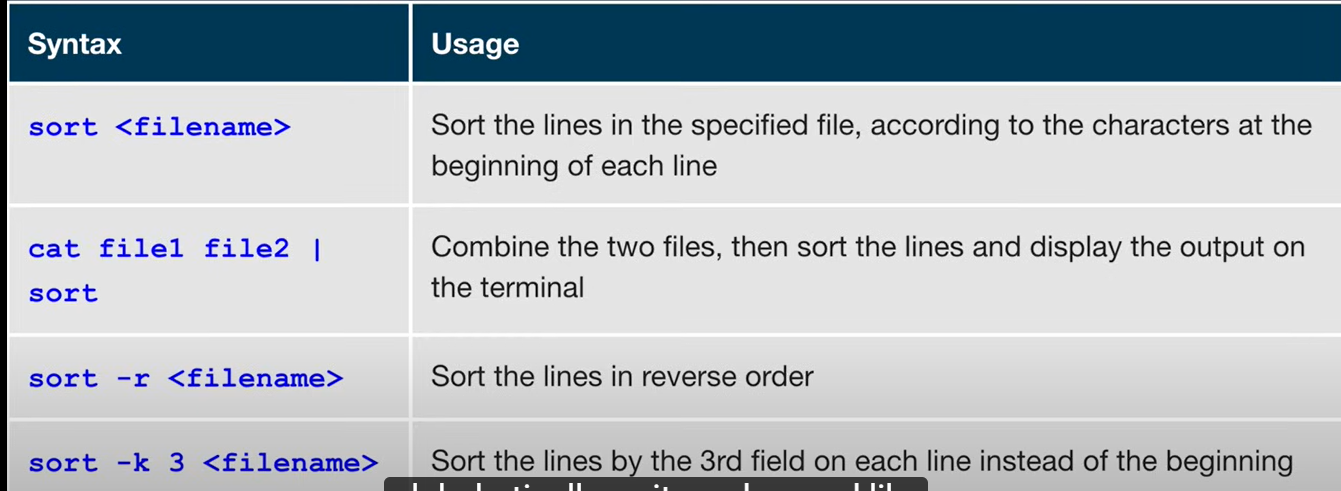 Syntax
Usage
sort <filename>
Sort the lines in the specified file, according to the characters at the
beginning of each line
cat file1 file2 |
sort
Combine the two files, then sort the lines and display the output on
the terminal
sort -r <filename>
Sort the lines in reverse order
sort -k 3 <filename>
Sort the lines by the 3rd field on each line instead of the beginning